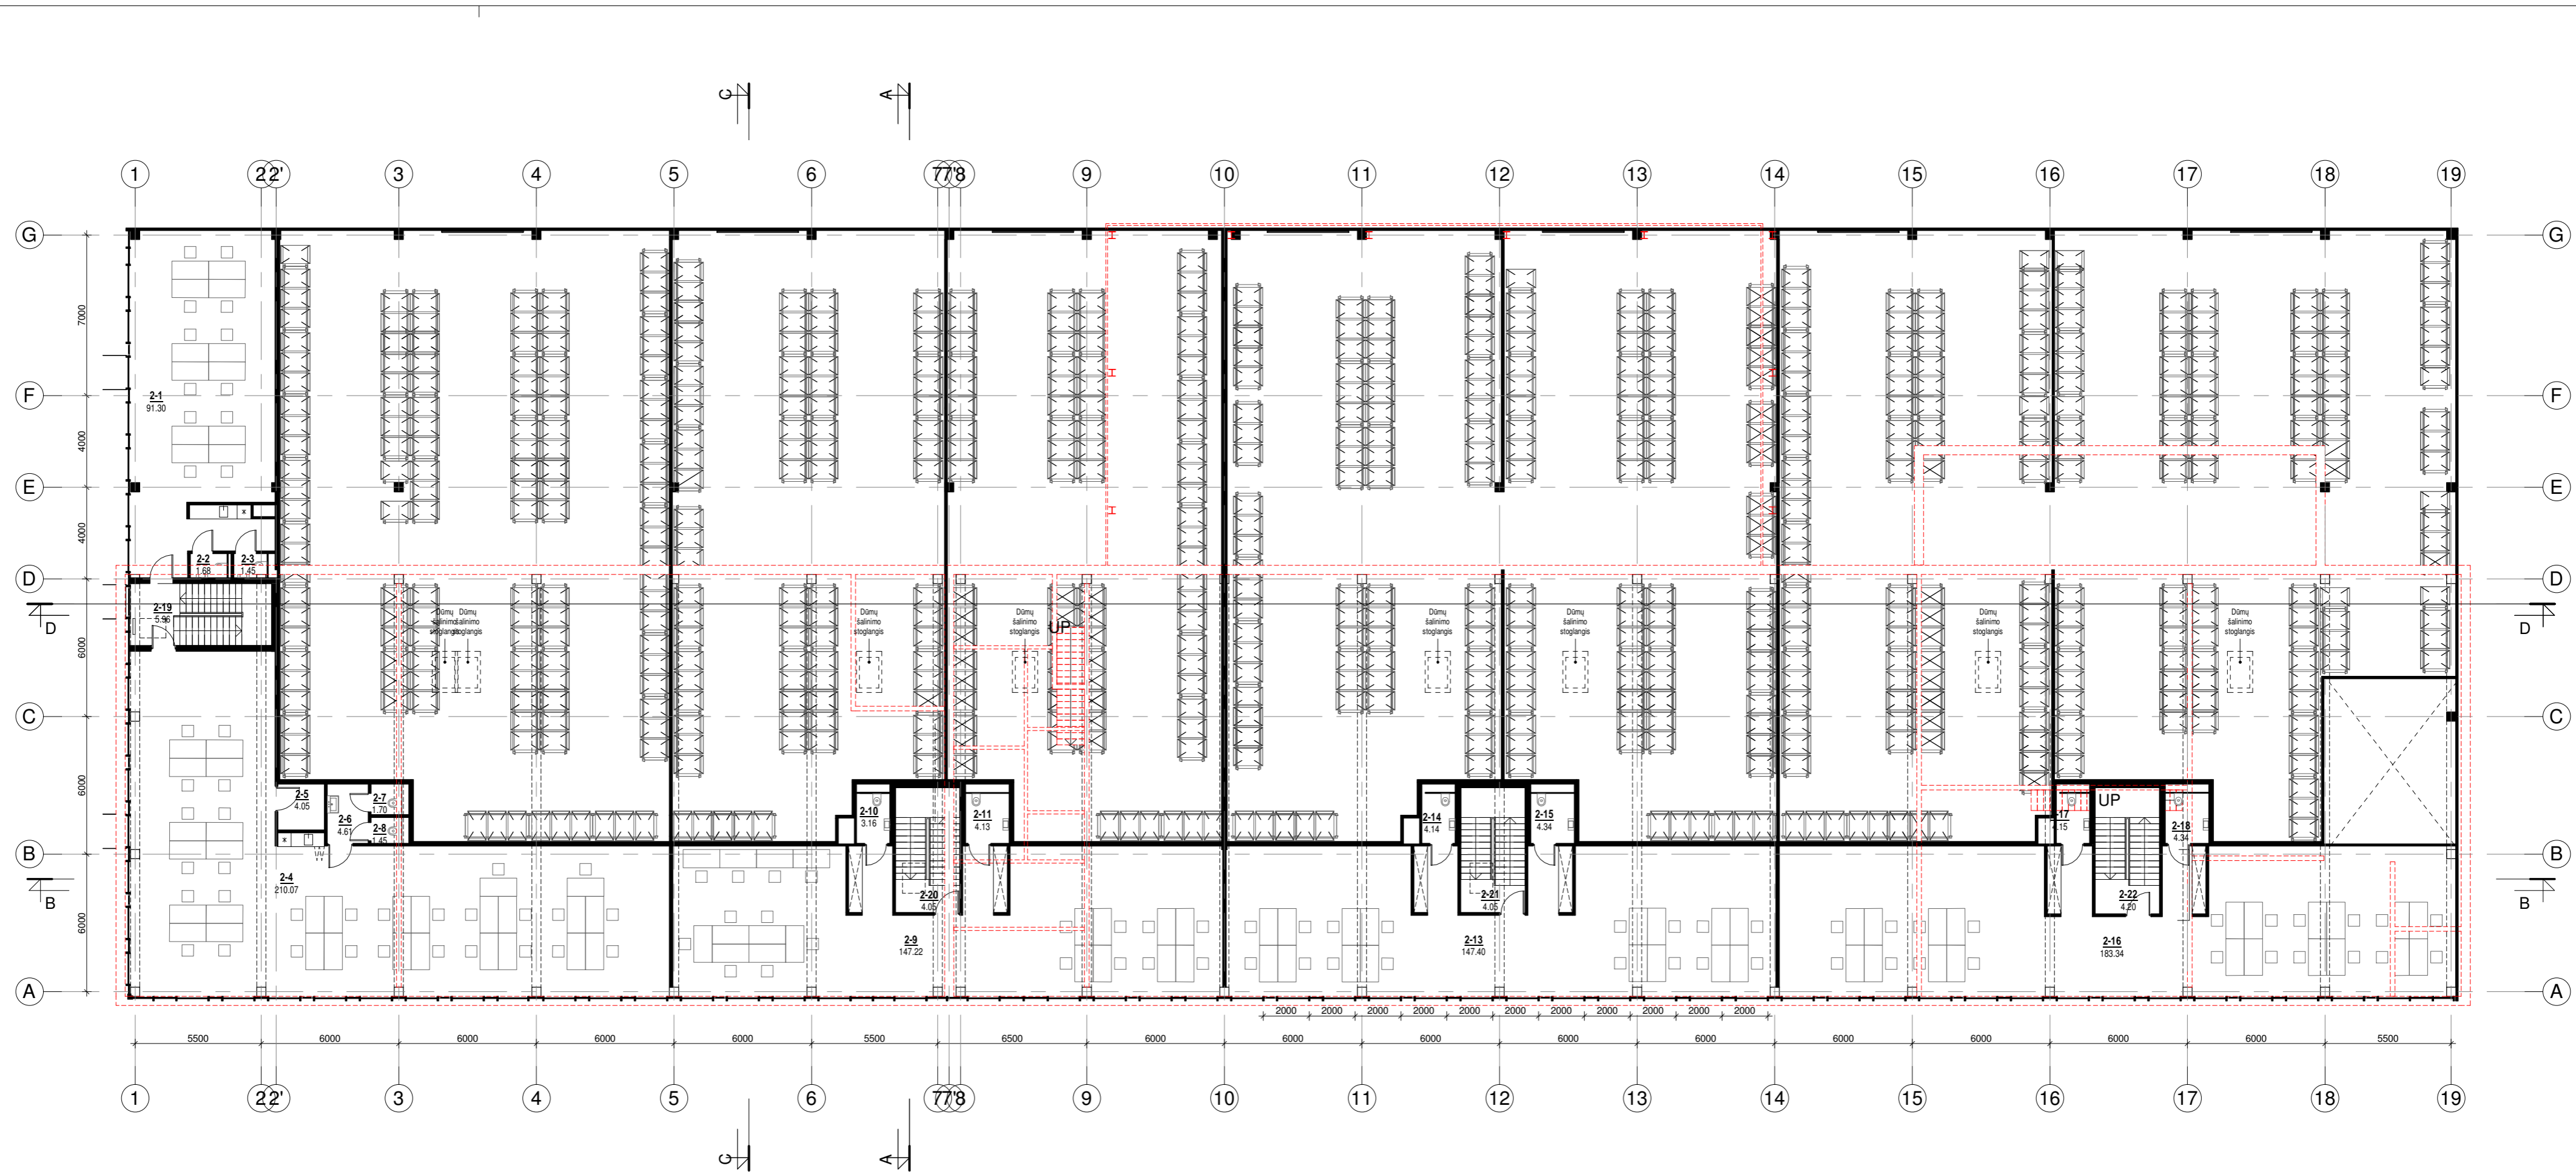 C A
1 2 2' 3 4 5 6 7 7' 8 9 10 11 12 13 14 15 16 17 18 19
G G
7000
2-1
91.30
F F
4000
E E
4000
2-2 2-3
1.68 1.45
D D
2-19
5.96
Dūmų
šalinimo
stoglangis
Dūmų
šalinimo
stoglangis
Dūmų
šalinimo
stoglangis
Dūmų
šalinimo
stoglangis
Dūmų
šalinimo
stoglangis
Dūmų
šalinimo
stoglangis
Dūmų
šalinimo
stoglangis
Dūmų
šalinimo
stoglangis
UP
D D
6000
C C
6000
2-5
4.05
2-6
4.61
2-7
1.70
2-8
1.45
2-10
3.16
2-11
4.13
2-14
4.14
2-15
4.34
UP
2-18
4.34
B B
2-4
210.07
B B
2-20
4.05
2-21
4.05
2-22
4.20
6000
2-9
147.22
2-13
147.40
2-16
183.34
A A
2000 2000 2000 2000 2000 2000 2000 2000 2000 2000 2000
5500 6000 6000 6000 6000 5500 6500 6000 6000 6000 6000 6000 6000 6000 6000 6000 5500
1 2 2' 3 4 5 6 7 7' 8 9 10 11 12 13 14 15 16 17 18 19
C A